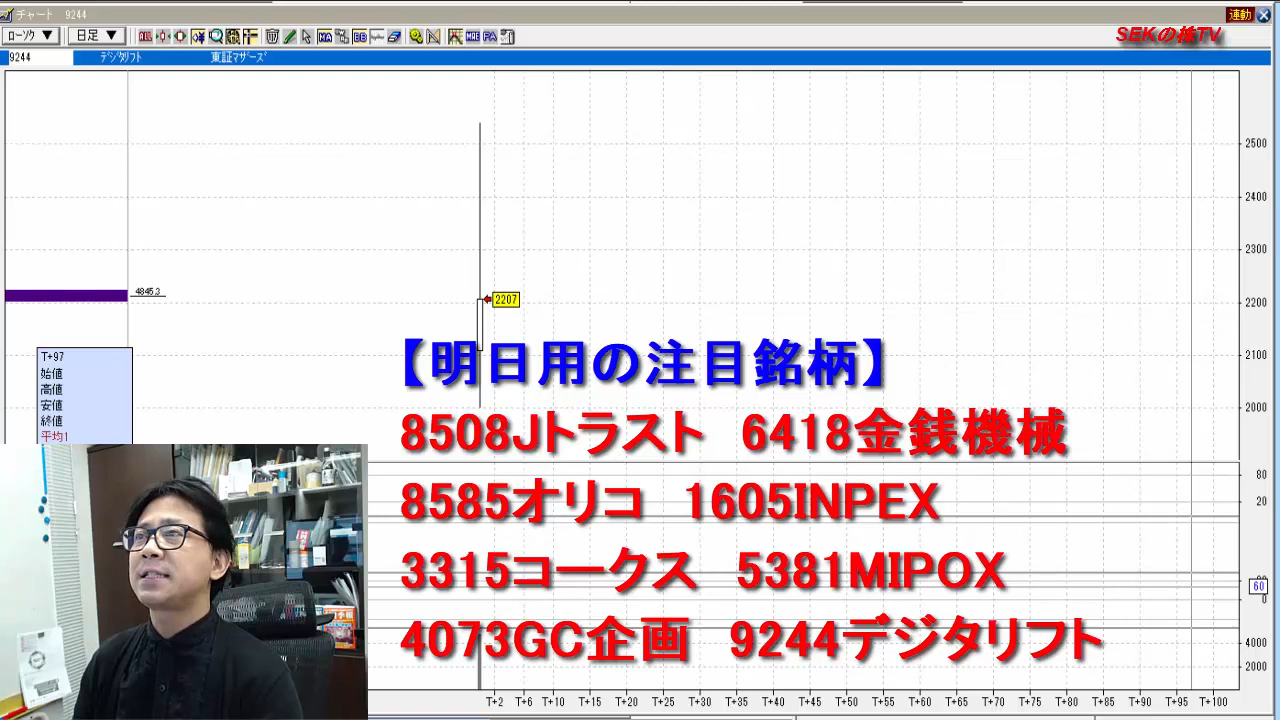 チャート 9244
連動
ローソク ▼ 日足 ▼
MA
BB
PA
SEKの株TV
9244 デジタリフト 東証マザーズ
2500
2400
2300
4845.3
2200
2207
2100
2000
T+97
始値
高値
安値
終値
平均1
【明日用の注目銘柄】
8508Jトラスト 6418金銭機械
8585オリコ 1605INPEX
3315コークス 5381MIPOX
4073GC企画 9244デジタリフト
80
20
60
0
4000
2000
T+2 T+6 T+10 T+15 T+20 T+25 T+30 T+35 T+40 T+45 T+50 T+55 T+60 T+65 T+70 T+75 T+80 T+85 T+90 T+95 T+100